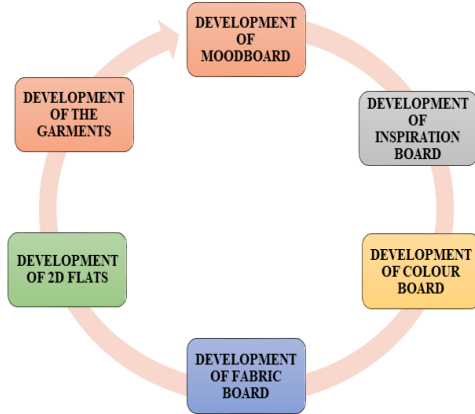 DEVELOPMENT
OF
MOODBOARD
DEVELOPMENT
OF
INSPIRATION
BOARD
DEVELOPMENT
OF COLOUR
BOARD
DEVELOPMENT
OF FABRIC
BOARD
DEVELOPMENT
OF 2D FLATS
DEVELOPMENT
OF THE
GARMENTS